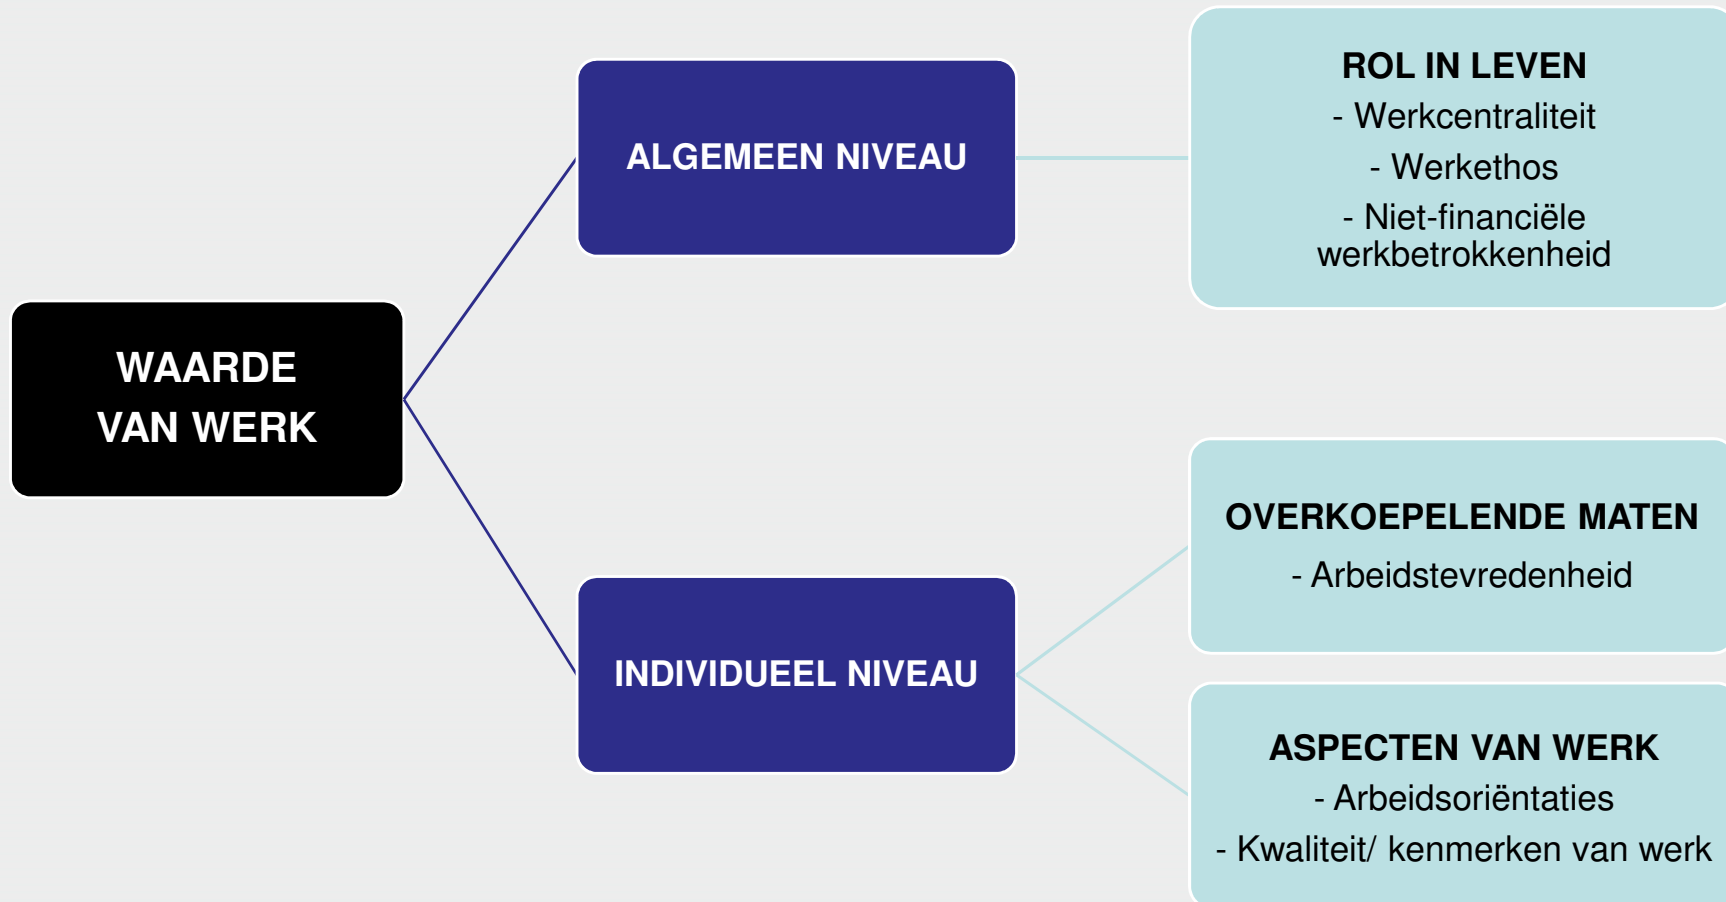 WAARDE
VAN WERK
ALGEMEEN NIVEAU
ROL IN LEVEN
- Werkcentraliteit
- Werkethos
- Niet-financiële
werkbetrokkenheid
INDIVIDUEEL NIVEAU
OVERKOEPELENDE MATEN
- Arbeidstevredenheid
ASPECTEN VAN WERK
- Arbeidsoriëntaties
- Kwaliteit/ kenmerken van werk